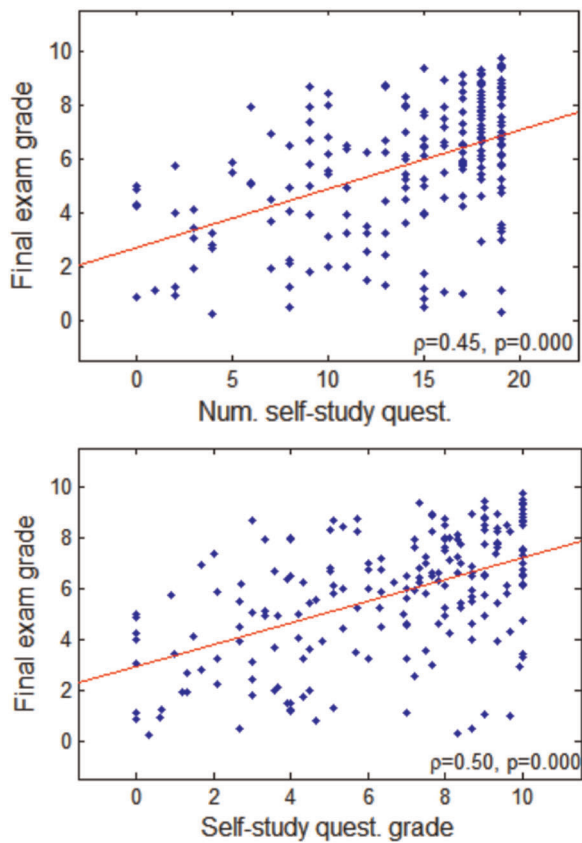 Final exam grade
10
8
6
4
2
0
ρ=0.45, p=0.000
0 5 10 15 20
Num. self-study quest.
Final exam grade
10
8
6
4
2
0
ρ=0.50, p=0.000
0 2 4 6 8 10
Self-study quest. grade